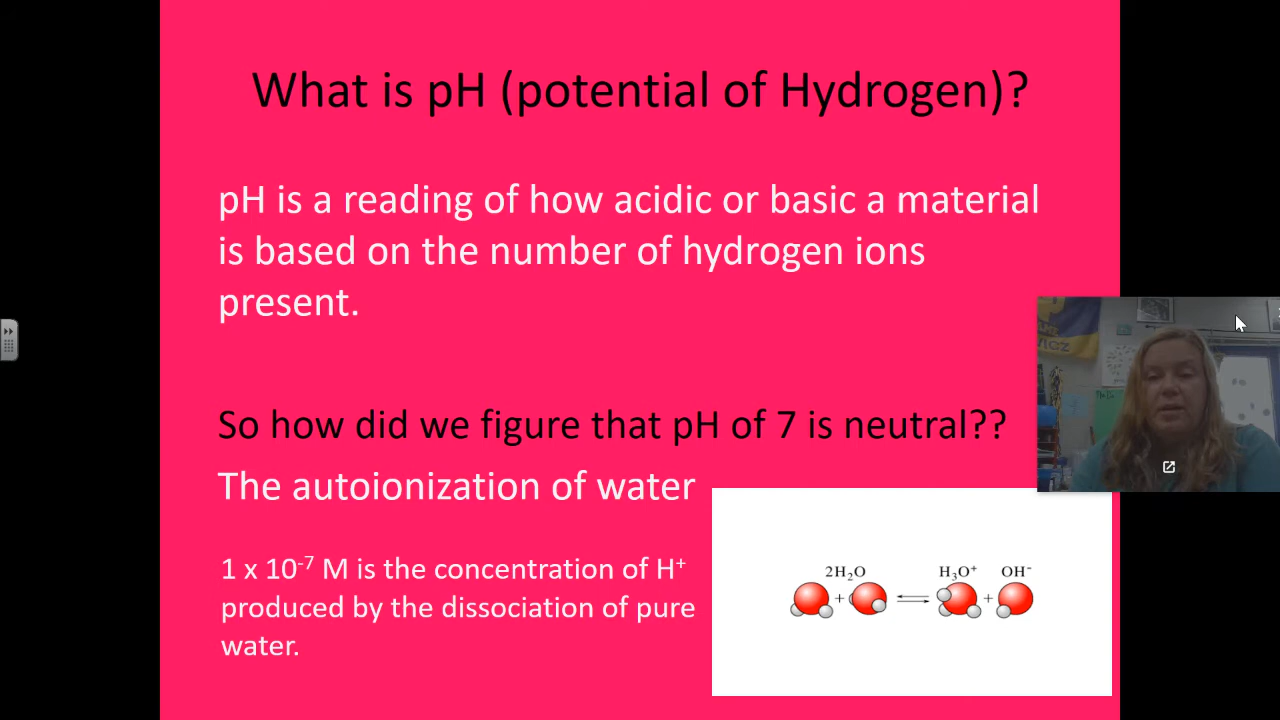 What is pH (potential of Hydrogen)?
pH is a reading of how acidic or basic a material
is based on the number of hydrogen ions
present.
So how did we figure that pH of 7 is neutral??
The autoionization of water
1 x 10⁻⁷ M is the concentration of H⁺
produced by the dissociation of pure
water.
2H₂O H₃O⁺ OH⁻
+ ⇌ +